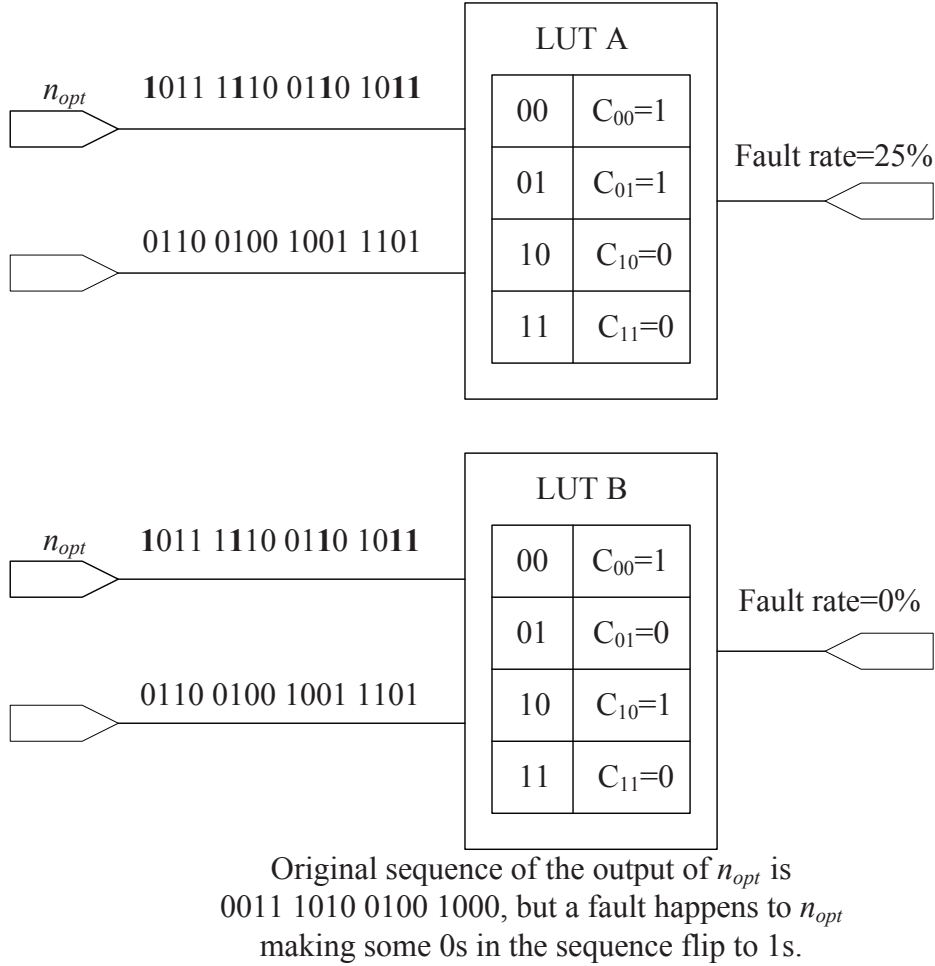 LUT A
n_opt
1011 1110 0110 1011
00 C00=1
Fault rate=25%
01 C01=1
0110 0100 1001 1101
10 C10=0
11 C11=0
LUT B
n_opt
1011 1110 0110 1011
00 C00=1
Fault rate=0%
01 C01=0
0110 0100 1001 1101
10 C10=1
11 C11=0
Original sequence of the output of n_opt is
0011 1010 0100 1000, but a fault happens to n_opt
making some 0s in the sequence flip to 1s.